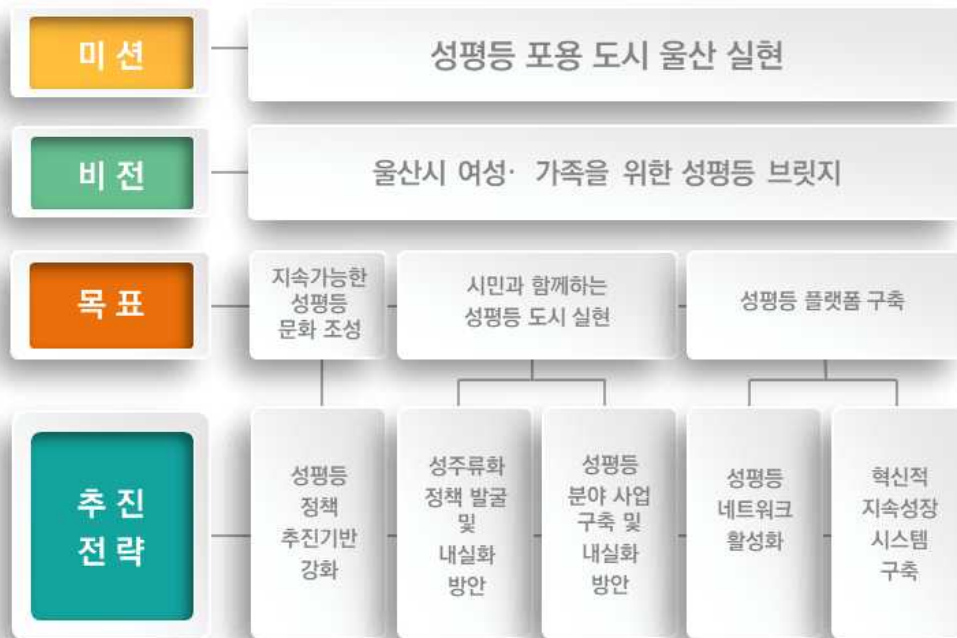 미션
성평등 포용 도시 울산 실현
비전
울산시 여성· 가족을 위한 성평등 브릿지
목표
지속가능한
성평등
문화 조성
시민과 함께하는
성평등 도시 실현
성평등 플랫폼 구축
추진
전략
성평등
정책
추진기반
강화
성주류화
정책 발굴
및
내실화
방안
성평등
분야 사업
구축 및
내실화
방안
성평등
네트워크
활성화
혁신적
지속성장
시스템
구축